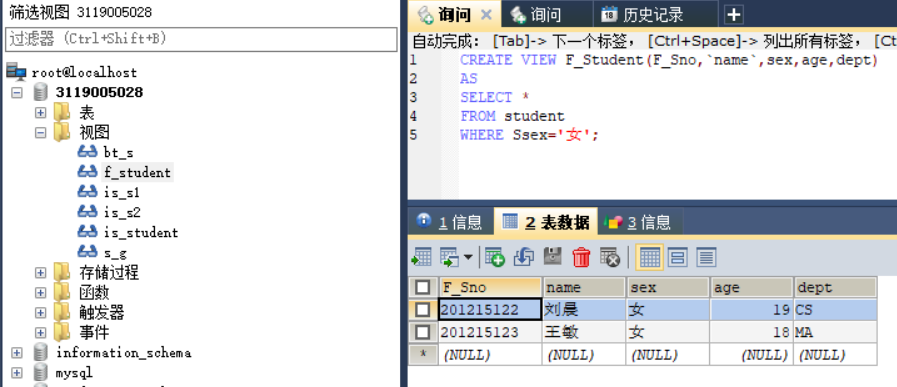 筛选视图 3119005028
过滤器 (Ctrl+Shift+B)
root@localhost
3119005028
表
视图
bt_s
f_student
is_s1
is_s2
is_student
s_g
存储过程
函数
触发器
事件
information_schema
mysql
询问 询问 历史记录
自动完成: [Tab]-> 下一个标签, [Ctrl+Space]-> 列出所有标签, [Ct
1 CREATE VIEW F_Student(F_Sno,`name`,sex,age,dept)
2 AS
3 SELECT *
4 FROM student
5 WHERE Ssex='女';
1 信息 2 表数据 3 信息
F_Sno name sex age dept
201215122 刘晨 女 19 CS
201215123 王敏 女 18 MA
* (NULL) (NULL) (NULL) (NULL) (NULL)